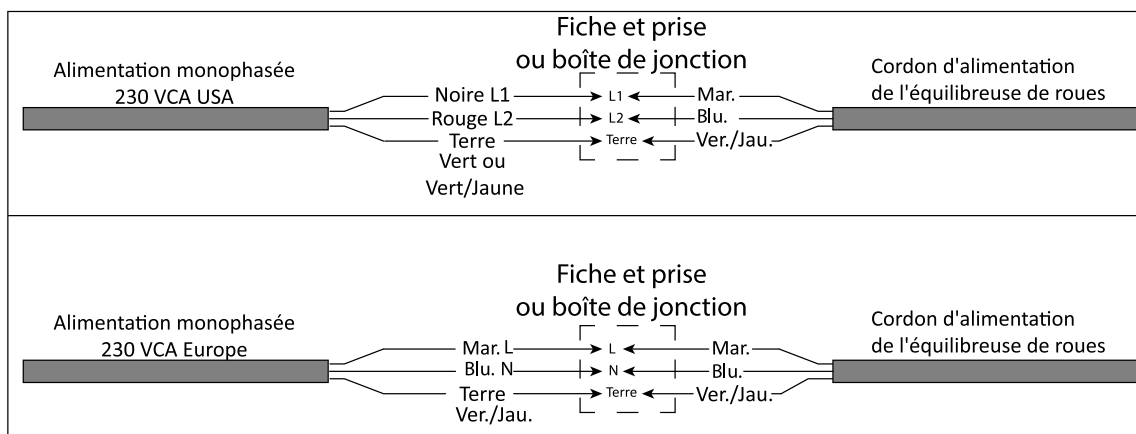 Fiche et prise
ou boîte de jonction
Alimentation monophasée
230 VCA USA
Cordon d'alimentation
de l'équilibreuse de roues
Noire L1 L1 Mar.
Rouge L2 L2 Blu.
Terre Terre Ver./Jau.
Vert ou
Vert/Jaune
Fiche et prise
ou boîte de jonction
Alimentation monophasée
230 VCA Europe
Cordon d'alimentation
de l'équilibreuse de roues
Mar. L L Mar.
Blu. N N Blu.
Terre Terre Ver./Jau.
Ver./Jau.